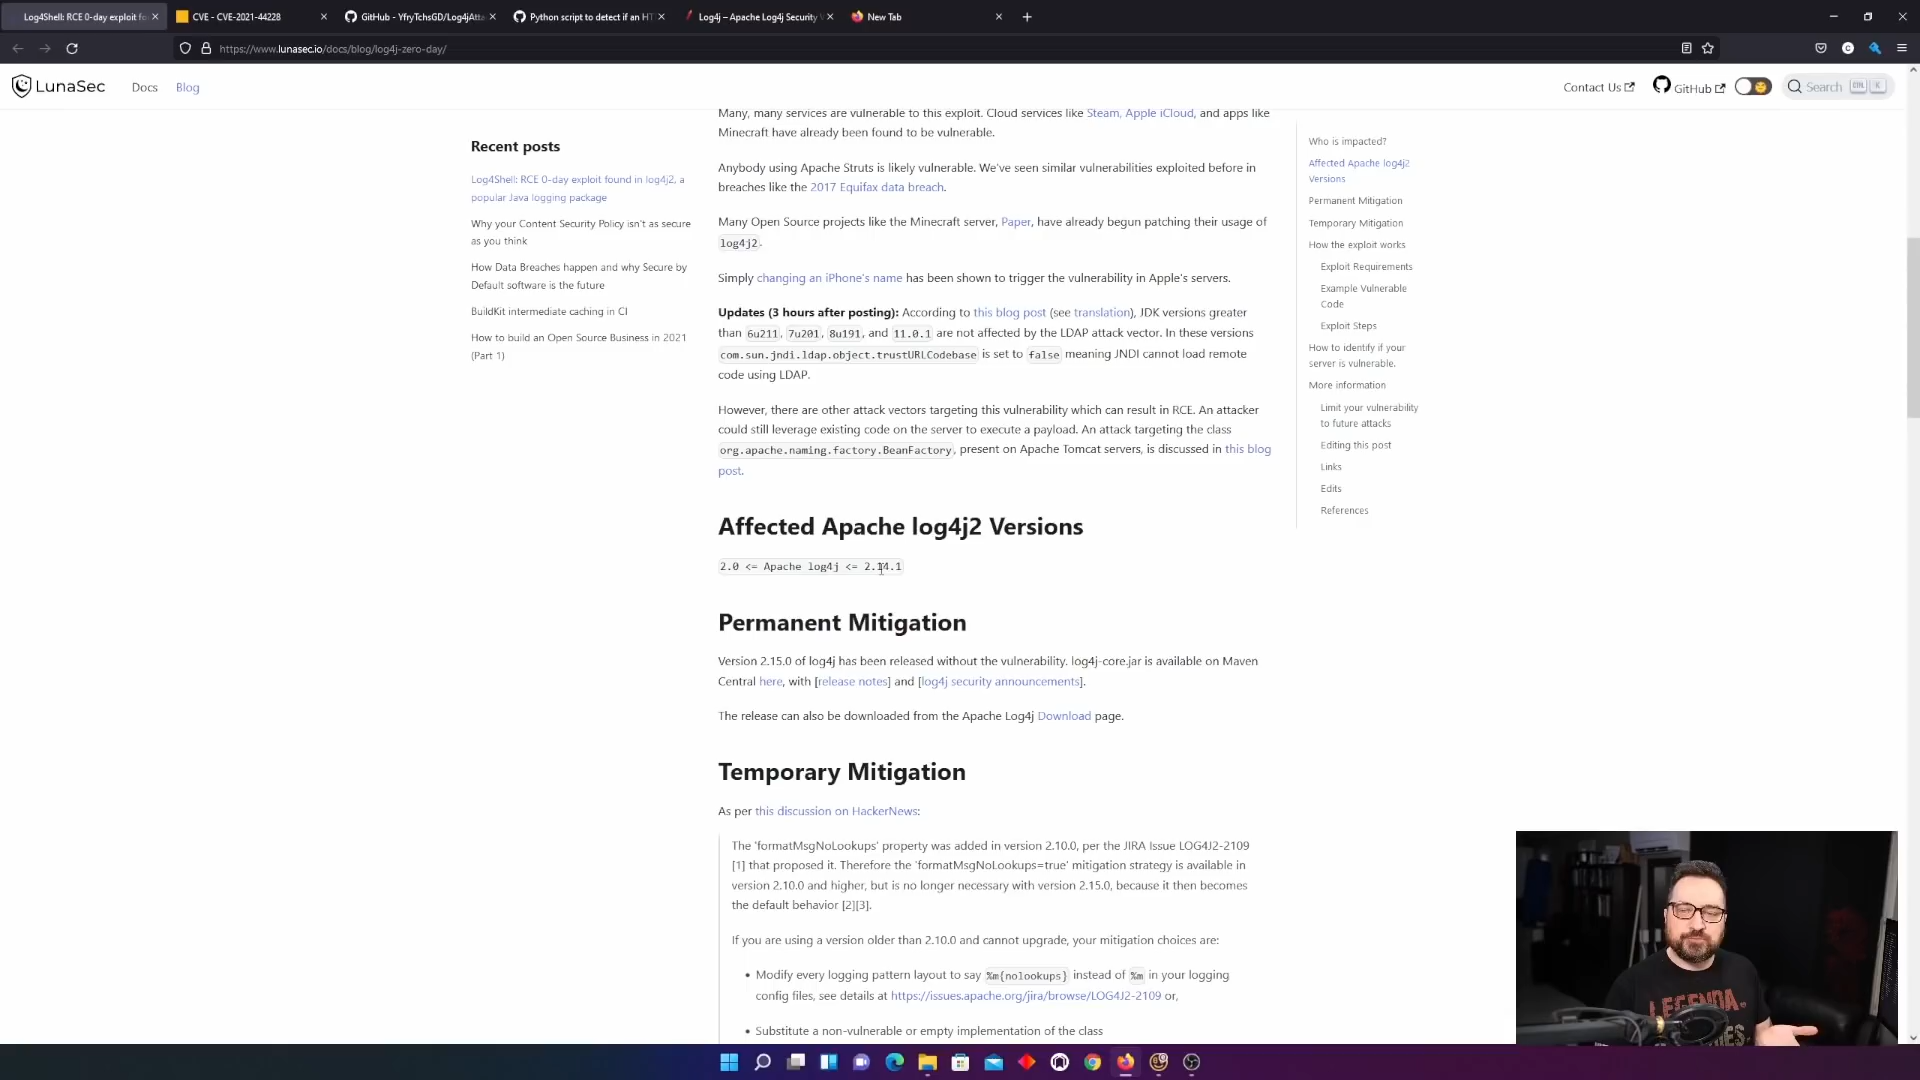 Log4Shell: RCE 0-day exploit fo
CVE - CVE-2021-44228
GitHub - YfryTchsGD/Log4jAtta
Python script to detect if an HT
Log4j – Apache Log4j Security V
New Tab
https://www.lunasec.io/docs/blog/log4j-zero-day/
LunaSec
Docs
Blog
Contact Us
GitHub
Search
Recent posts
Log4Shell: RCE 0-day exploit found in log4j2, a
popular Java logging package
Why your Content Security Policy isn't as secure
as you think
How Data Breaches happen and why Secure by
Default software is the future
BuildKit intermediate caching in CI
How to build an Open Source Business in 2021
(Part 1)
Many, many services are vulnerable to this exploit. Cloud services like Steam, Apple iCloud, and apps like
Minecraft have already been found to be vulnerable.
Anybody using Apache Struts is likely vulnerable. We've seen similar vulnerabilities exploited before in
breaches like the 2017 Equifax data breach.
Many Open Source projects like the Minecraft server, Paper, have already begun patching their usage of
log4j2.
Simply changing an iPhone's name has been shown to trigger the vulnerability in Apple's servers.
Updates (3 hours after posting): According to this blog post (see translation), JDK versions greater
than 6u211, 7u201, 8u191, and 11.0.1 are not affected by the LDAP attack vector. In these versions
com.sun.jndi.ldap.object.trustURLCodebase is set to false meaning JNDI cannot load remote
code using LDAP.
However, there are other attack vectors targeting this vulnerability which can result in RCE. An attacker
could still leverage existing code on the server to execute a payload. An attack targeting the class
org.apache.naming.factory.BeanFactory, present on Apache Tomcat servers, is discussed in this blog
post.
Affected Apache log4j2 Versions
2.0 <= Apache log4j <= 2.14.1
Permanent Mitigation
Version 2.15.0 of log4j has been released without the vulnerability. log4j-core.jar is available on Maven
Central here, with [release notes] and [log4j security announcements].
The release can also be downloaded from the Apache Log4j Download page.
Temporary Mitigation
As per this discussion on HackerNews:
The 'formatMsgNoLookups' property was added in version 2.10.0, per the JIRA Issue LOG4J2-2109
[1] that proposed it. Therefore the 'formatMsgNoLookups=true' mitigation strategy is available in
version 2.10.0 and higher, but is no longer necessary with version 2.15.0, because it then becomes
the default behavior [2][3].
If you are using a version older than 2.10.0 and cannot upgrade, your mitigation choices are:
• Modify every logging pattern layout to say %m{nolookups} instead of %m in your logging
config files, see details at https://issues.apache.org/jira/browse/LOG4J2-2109 or,
• Substitute a non-vulnerable or empty implementation of the class
Who is impacted?
Affected Apache log4j2
Versions
Permanent Mitigation
Temporary Mitigation
How the exploit works
Exploit Requirements
Example Vulnerable
Code
Exploit Steps
How to identify if your
server is vulnerable.
More information
Limit your vulnerability
to future attacks
Editing this post
Links
Edits
References
LEGENDA